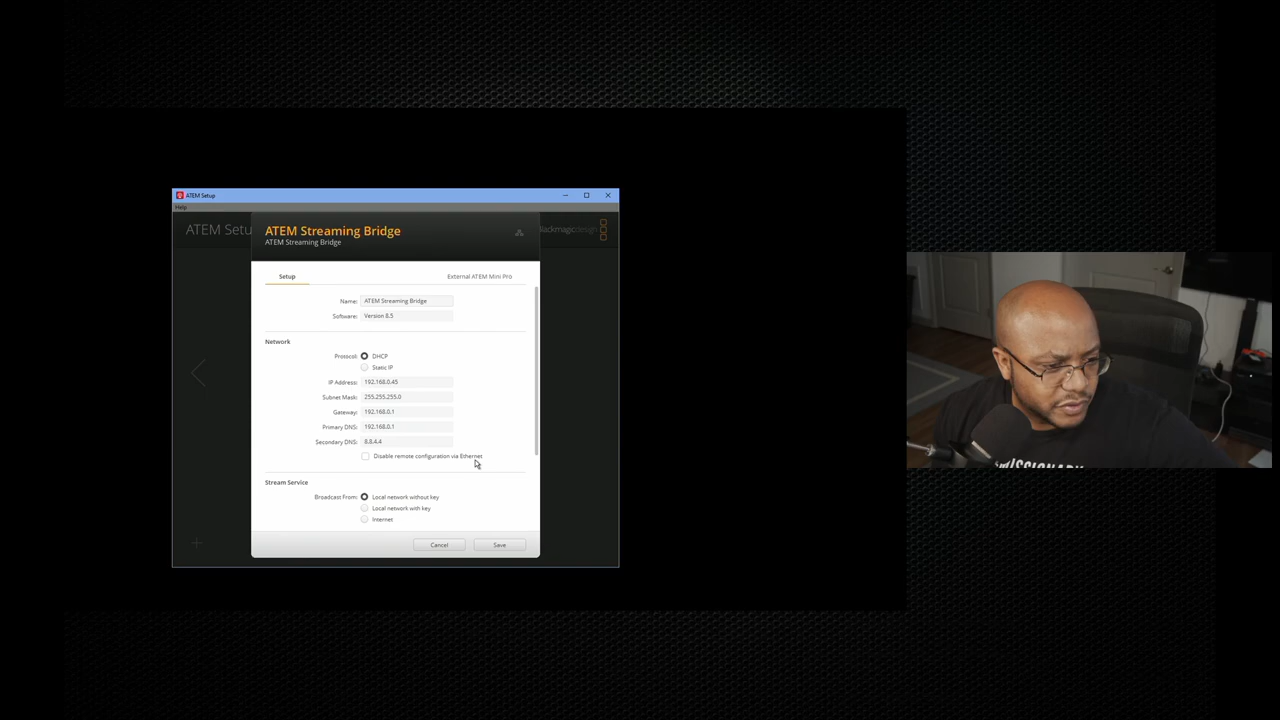 ATEM Setup
Help
ATEM Setu
ATEM Streaming Bridge
ATEM Streaming Bridge
Blackmagicdesign
Setup
External ATEM Mini Pro
Name: ATEM Streaming Bridge
Software: Version 8.5
Network
Protocol: DHCP
Static IP
IP Address: 192.168.0.45
Subnet Mask: 255.255.255.0
Gateway: 192.168.0.1
Primary DNS: 192.168.0.1
Secondary DNS: 8.8.4.4
Disable remote configuration via Ethernet
Stream Service
Broadcast From: Local network without key
Local network with key
Internet
Cancel
Save